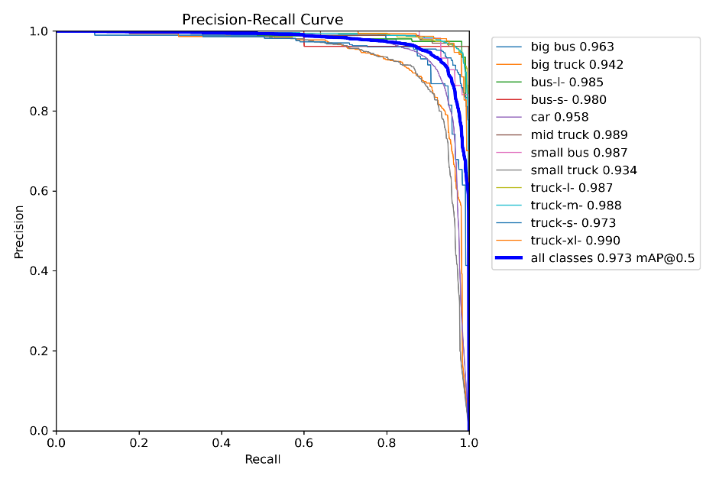 Precision-Recall Curve
1.0
0.8
0.6
0.4
0.2
0.0
Precision
0.0 0.2 0.4 0.6 0.8 1.0
Recall
big bus 0.963
big truck 0.942
bus-l- 0.985
bus-s- 0.980
car 0.958
mid truck 0.989
small bus 0.987
small truck 0.934
truck-l- 0.987
truck-m- 0.988
truck-s- 0.973
truck-xl- 0.990
all classes 0.973 mAP@0.5